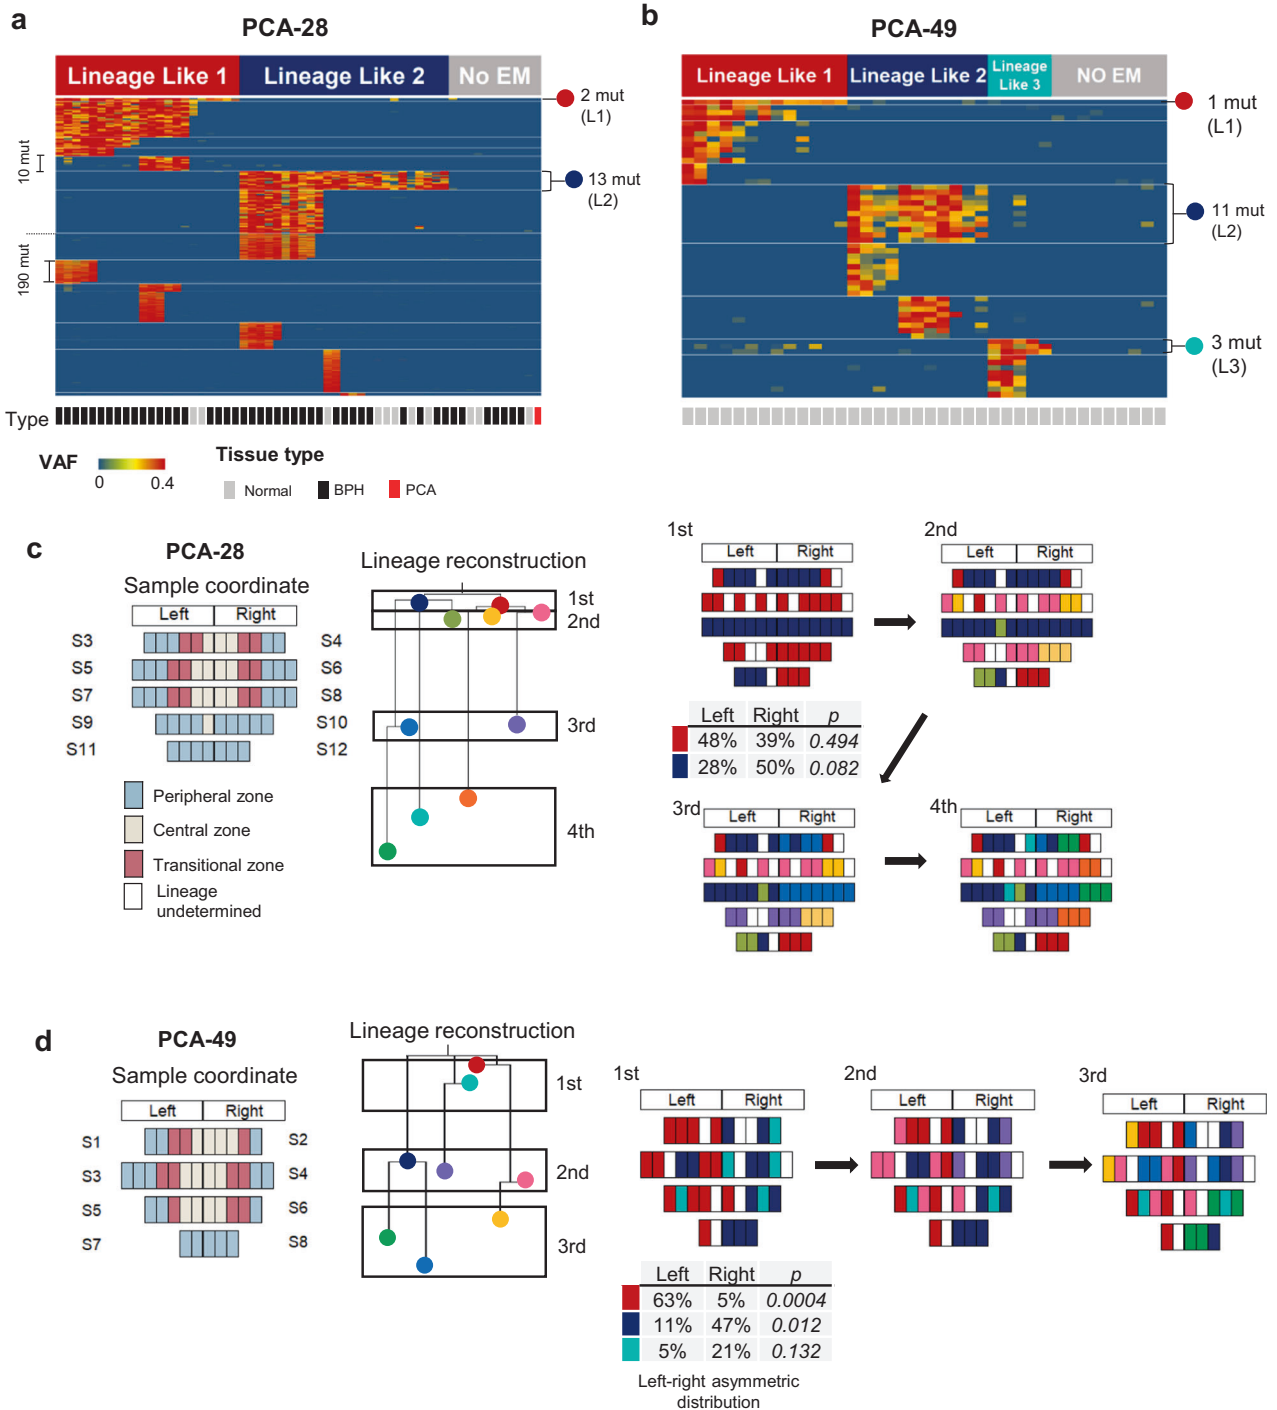 a
PCA-28
b
PCA-49
Lineage Like 1
Lineage Like 2
No EM
Lineage Like 1
Lineage Like 2
Lineage
Like 3
NO EM
2 mut
(L1)
1 mut
(L1)
10 mut
13 mut
(L2)
11 mut
(L2)
190 mut
3 mut
(L3)
Type
VAF
0
0.4
Tissue type
Normal
BPH
PCA
c
PCA-28
Sample coordinate
Left
Right
S3
S4
S5
S6
S7
S8
S9
S10
S11
S12
Peripheral zone
Central zone
Transitional zone
Lineage
undetermined
Lineage reconstruction
1st
2nd
3rd
4th
1st
Left
Right
2nd
Left
Right
Left Right p
48% 39% 0.494
28% 50% 0.082
3rd
Left
Right
4th
Left
Right
d
PCA-49
Sample coordinate
Left
Right
S1
S2
S3
S4
S5
S6
S7
S8
Lineage reconstruction
1st
2nd
3rd
1st
Left
Right
2nd
Left
Right
3rd
Left
Right
Left Right p
63% 5% 0.0004
11% 47% 0.012
5% 21% 0.132
Left-right asymmetric
distribution